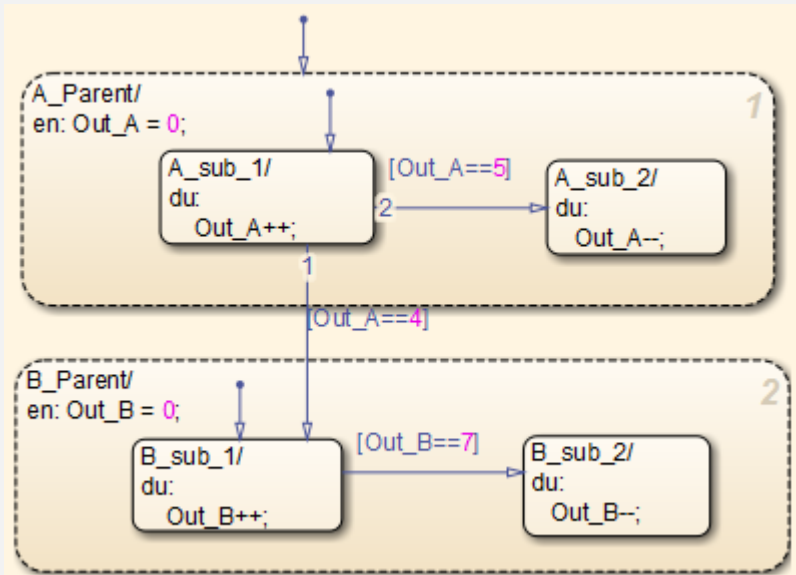 A_Parent/
1
en: Out_A = 0;
A_sub_1/
du:
Out_A++;
[Out_A==5]
2
A_sub_2/
du:
Out_A--;
1
[Out_A==4]
B_Parent/
2
en: Out_B = 0;
B_sub_1/
du:
Out_B++;
[Out_B==7]
B_sub_2/
du:
Out_B--;